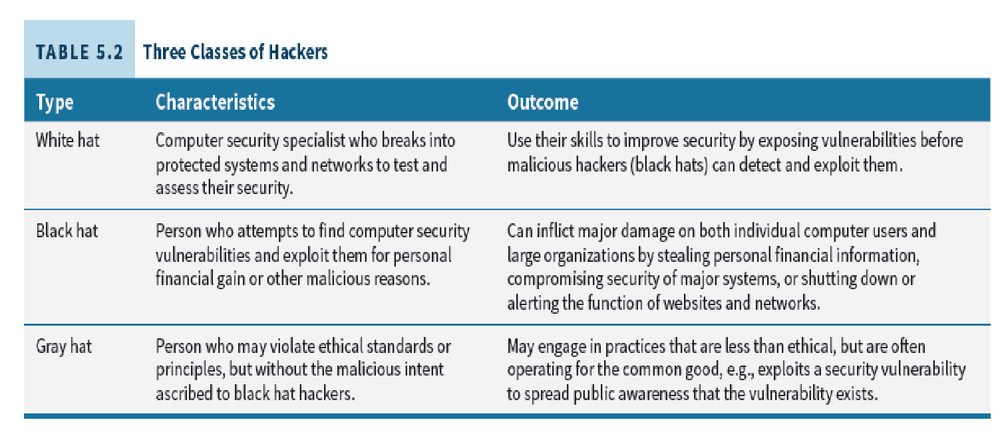 TABLE 5.2 Three Classes of Hackers
Type Characteristics Outcome
White hat Computer security specialist who breaks into Use their skills to improve security by exposing vulnerabilities before
protected systems and networks to test and malicious hackers (black hats) can detect and exploit them.
assess their security.
Black hat Person who attempts to find computer security Can inflict major damage on both individual computer users and
vulnerabilities and exploit them for personal large organizations by stealing personal financial information,
financial gain or other malicious reasons. compromising security of major systems, or shutting down or
alerting the function of websites and networks.
Gray hat Person who may violate ethical standards or May engage in practices that are less than ethical, but are often
principles, but without the malicious intent operating for the common good, e.g., exploits a security vulnerability
ascribed to black hat hackers. to spread public awareness that the vulnerability exists.